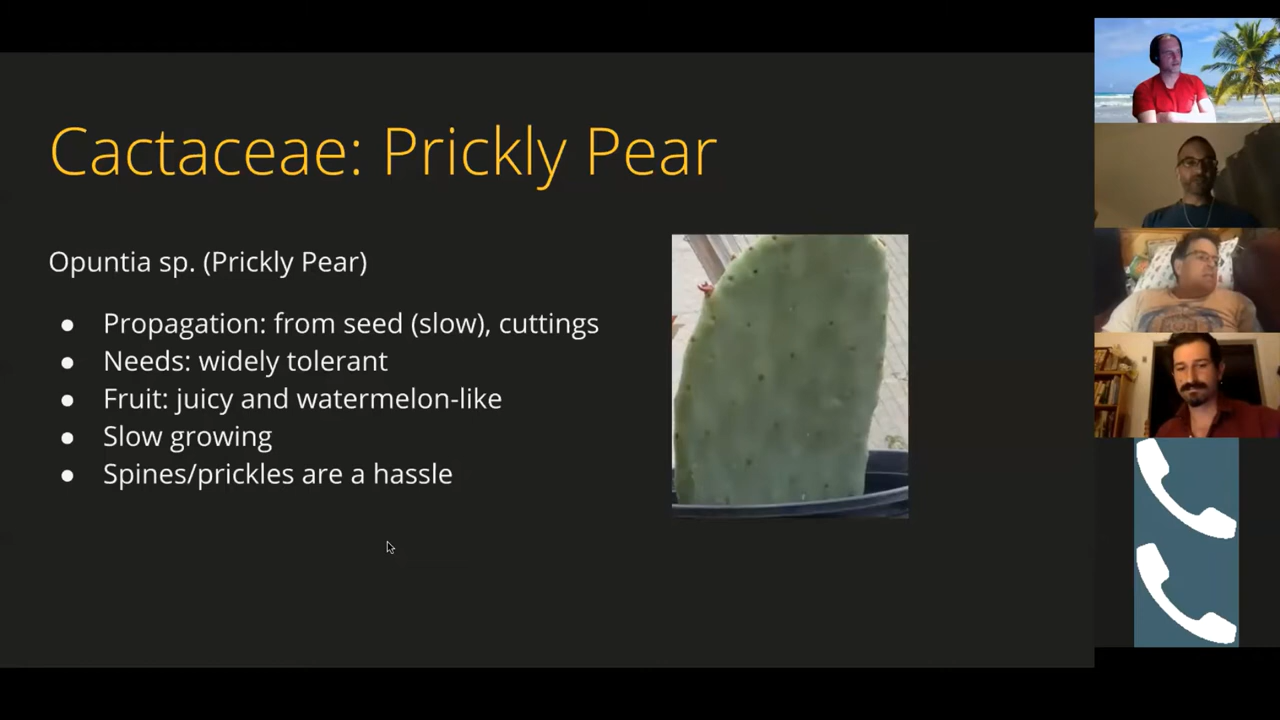 Cactaceae: Prickly Pear
Opuntia sp. (Prickly Pear)
● Propagation: from seed (slow), cuttings
● Needs: widely tolerant
● Fruit: juicy and watermelon-like
● Slow growing
● Spines/prickles are a hassle